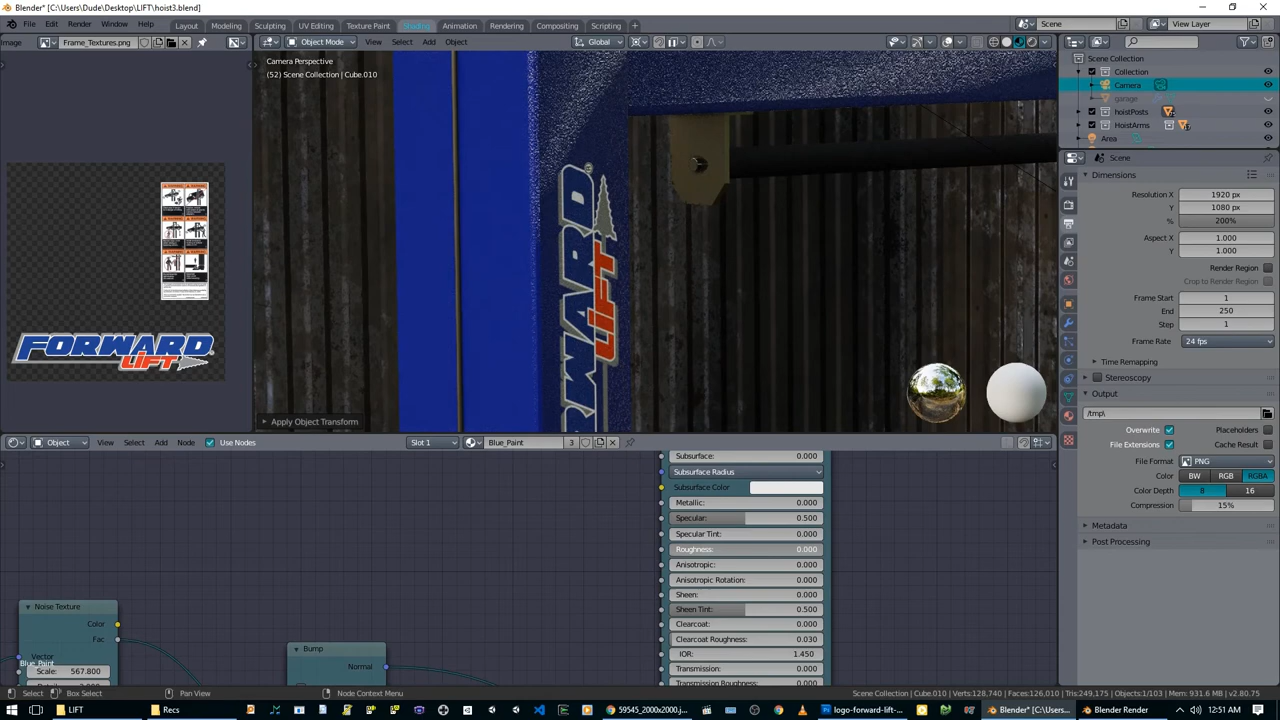 Blender* [C:\Users\Dude\Desktop\LIFT\hoist3.blend]
File Edit Render Window Help
Layout Modeling Sculpting UV Editing Texture Paint Shading Animation Rendering Compositing Scripting +
Scene
View Layer
Image
Frame_Textures.png
Object Mode View Select Add Object
Global
Camera Perspective
(52) Scene Collection | Cube.010
FORWARD
LIFT
RWARD
LIFT
Apply Object Transform
Scene Collection
Collection
Camera
garage
hoistPosts
HoistArms
Area
Scene
Dimensions
Resolution X 1920 px
Y 1080 px
% 200%
Aspect X 1.000
Y 1.000
Render Region
Crop to Render Region
Frame Start 1
End 250
Step 1
Frame Rate 24 fps
Time Remapping
Stereoscopy
Output
/tmp\
Overwrite Placeholders
File Extensions Cache Result
File Format PNG
Color BW RGB RGBA
Color Depth 8 16
Compression 15%
Metadata
Post Processing
Object View Select Add Node Use Nodes
Slot 1
Blue_Paint 3
Subsurface: 0.000
Subsurface Radius
Subsurface Color
Metallic: 0.000
Specular: 0.500
Specular Tint: 0.000
Roughness: 0.000
Anisotropic: 0.000
Anisotropic Rotation: 0.000
Sheen: 0.000
Sheen Tint: 0.500
Clearcoat: 0.000
Clearcoat Roughness: 0.030
IOR: 1.450
Transmission: 0.000
Transmission Roughness: 0.000
Noise Texture
Color
Fac
Vector
Blue_Paint
Scale: 567.800
Bump
Normal
Select Box Select Pan View Node Context Menu
Scene Collection | Cube.010 | Verts:128,740 | Faces:126,010 | Tris:249,175 | Objects:1/103 | Mem: 931.6 MB | v2.80.75
LIFT
Recs
59545_2000x2000.j...
logo-forward-lift-...
Blender* [C:\Users...
Blender Render
12:51 AM